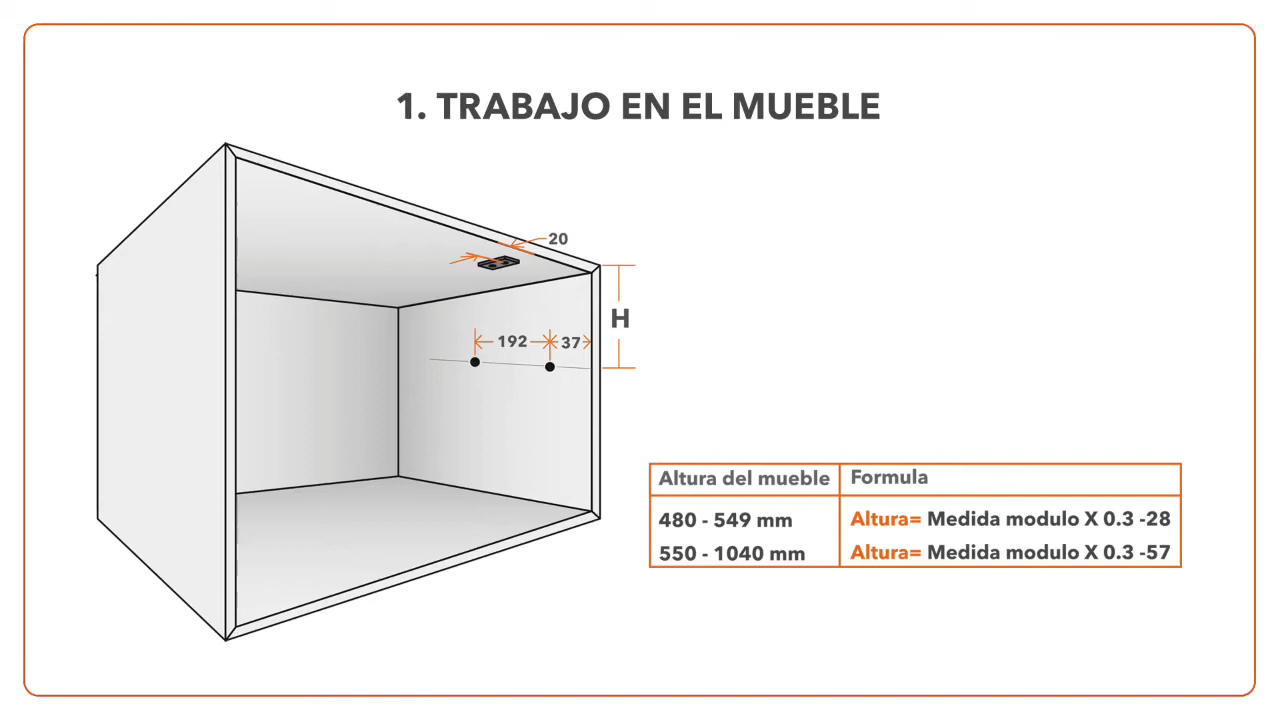 1. TRABAJO EN EL MUEBLE
20
H
192
37
Altura del mueble Formula
480 - 549 mm Altura= Medida modulo X 0.3 -28
550 - 1040 mm Altura= Medida modulo X 0.3 -57